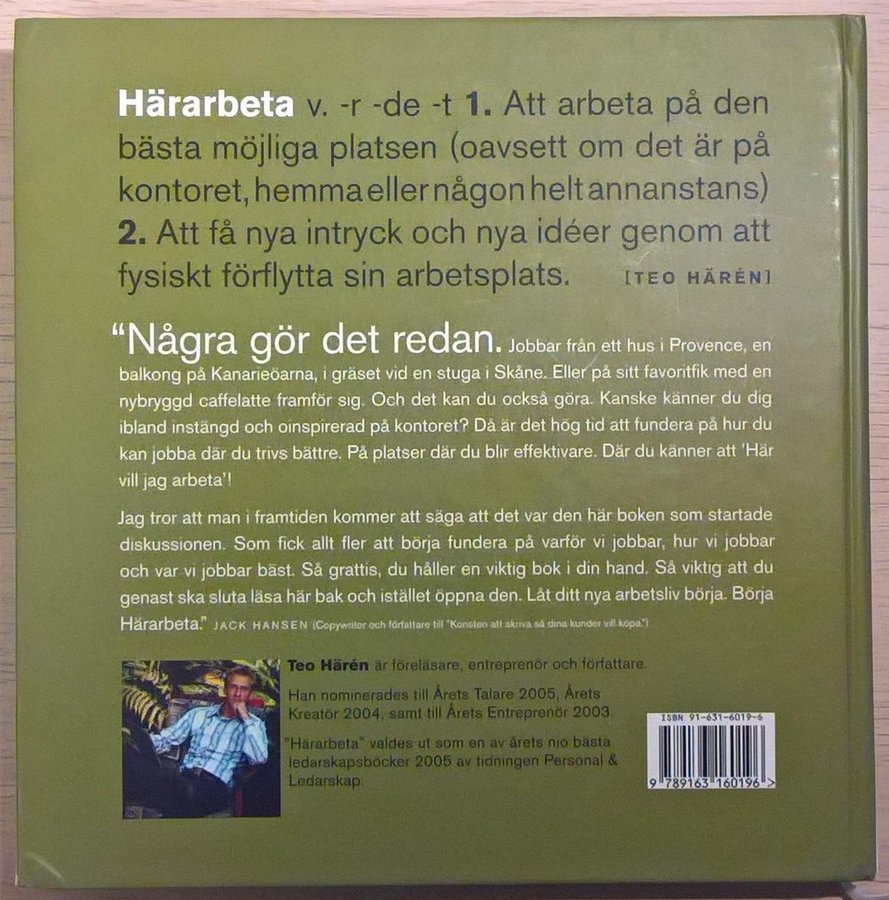 Härarbeta v. -r -de -t 1. Att arbeta på den
bästa möjliga platsen (oavsett om det är på
kontoret, hemma eller någon helt annanstans)
2. Att få nya intryck och nya idéer genom att
fysiskt förflytta sin arbetsplats. [TEO HÄRÉN]
"Några gör det redan. Jobbar från ett hus i Provence, en
balkong på Kanarieöarna, i gräset vid en stuga i Skåne. Eller på sitt favoritfik med en
nybryggd caffelatte framför sig. Och det kan du också göra. Kanske känner du dig
ibland instängd och oinspirerad på kontoret? Då är det hög tid att fundera på hur du
kan jobba där du trivs bättre. På platser där du blir effektivare. Där du känner att 'Här
vill jag arbeta'!
Jag tror att man i framtiden kommer att säga att det var den här boken som startade
diskussionen. Som fick allt fler att börja fundera på varför vi jobbar, hur vi jobbar
och var vi jobbar bäst. Så grattis, du håller en viktig bok i din hand. Så viktig att du
genast ska sluta läsa här bak och istället öppna den. Låt ditt nya arbetsliv börja. Börja
Härarbeta." JACK HANSEN (Copywriter och författare till "Konsten att skriva så dina kunder vill köpa.")
Teo Härén är föreläsare, entreprenör och författare.
Han nominerades till Årets Talare 2005, Årets
Kreatör 2004, samt till Årets Entreprenör 2003.
"Härarbeta" valdes ut som en av årets nio bästa
ledarskapsböcker 2005 av tidningen Personal &
Ledarskap.
ISBN 91-631-6019-6
9 789163 160196 >